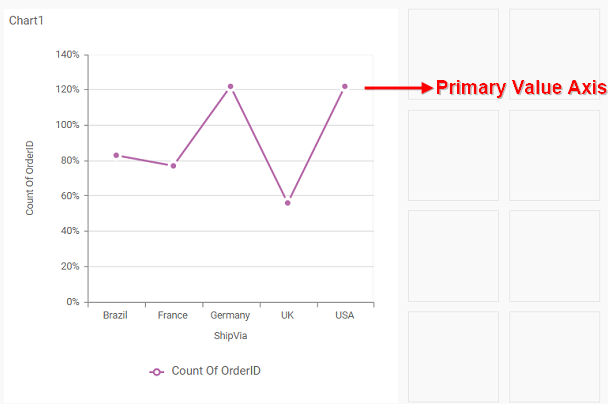 Chart1
140%
120%
100%
80%
60%
40%
20%
0%
Count Of OrderID
Brazil France Germany UK USA
ShipVia
Count Of OrderID
Primary Value Axis